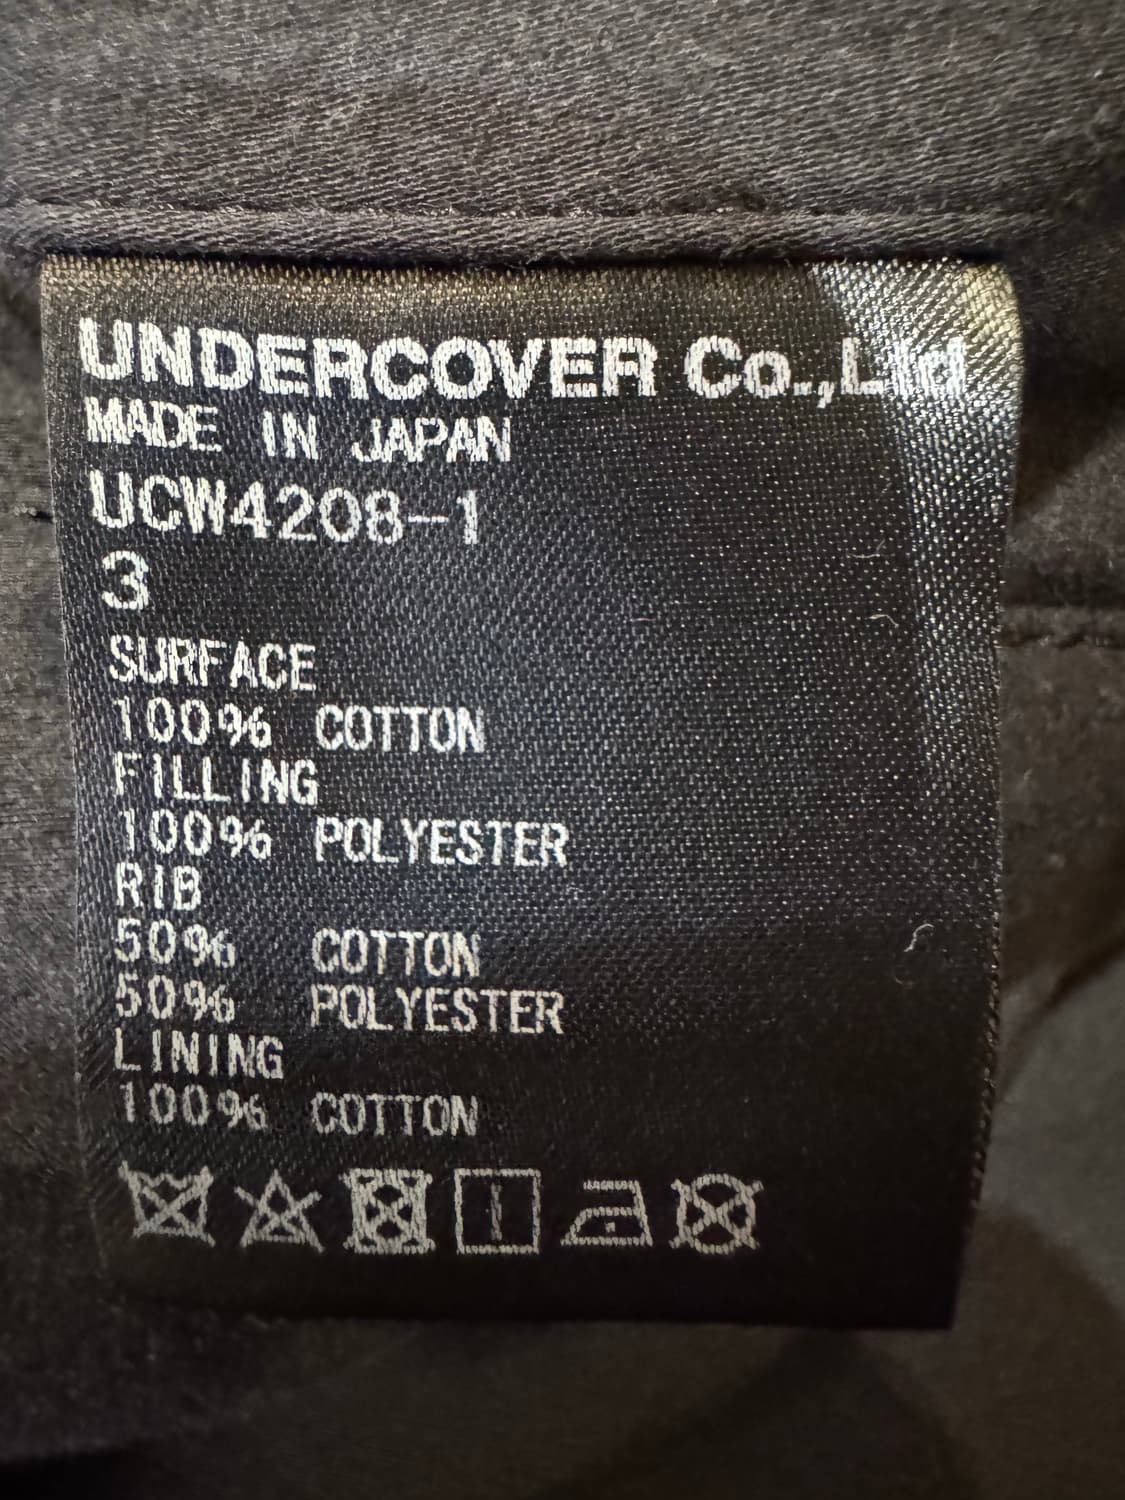 UNDERCOVER Co.,Ltd
MADE IN JAPAN
UCW4208-1
3
SURFACE
100% COTTON
FILLING
100% POLYESTER
RIB
50% COTTON
50% POLYESTER
LINING
100% COTTON